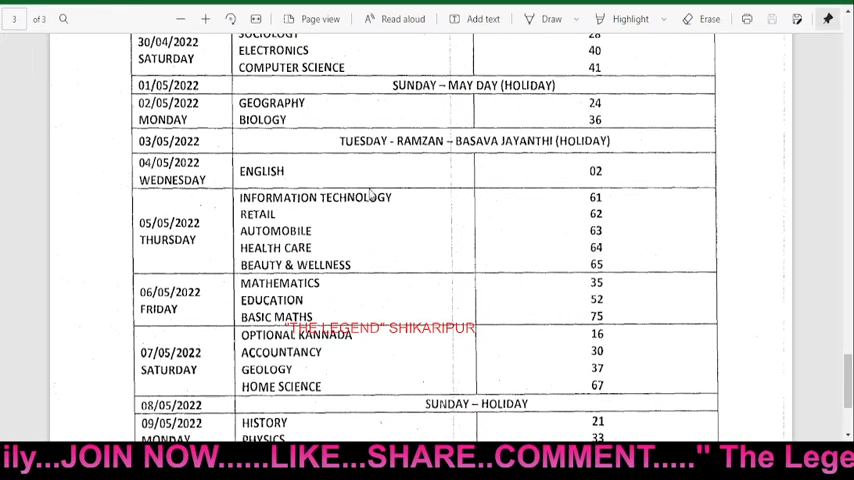 3 of 3 Page view Read aloud Add text Draw Highlight Erase
SOCIOLOGY 28
30/04/2022 SATURDAY ELECTRONICS 40
COMPUTER SCIENCE 41
01/05/2022 SUNDAY – MAY DAY (HOLIDAY)
02/05/2022 GEOGRAPHY 24
MONDAY BIOLOGY 36
03/05/2022 TUESDAY - RAMZAN – BASAVA JAYANTHI (HOLIDAY)
04/05/2022 WEDNESDAY ENGLISH 02
INFORMATION TECHNOLOGY 61
RETAIL 62
05/05/2022 THURSDAY AUTOMOBILE 63
HEALTH CARE 64
BEAUTY & WELLNESS 65
MATHEMATICS 35
06/05/2022 FRIDAY EDUCATION 52
BASIC MATHS 75
"THE LEGEND" SHIKARIPUR
OPTIONAL KANNADA 16
07/05/2022 ACCOUNTANCY 30
SATURDAY GEOLOGY 37
HOME SCIENCE 67
08/05/2022 SUNDAY – HOLIDAY
09/05/2022 HISTORY 21
MONDAY PHYSICS 33
ily...JOIN NOW......LIKE...SHARE..COMMENT....." The Lege